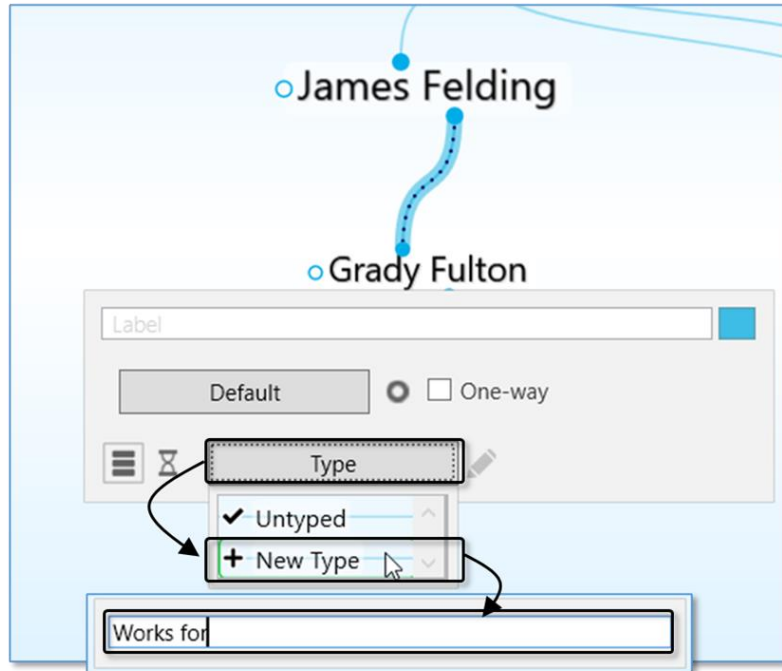 James Felding
Grady Fulton
Label
Default
One-way
Type
Untyped
New Type
Works for